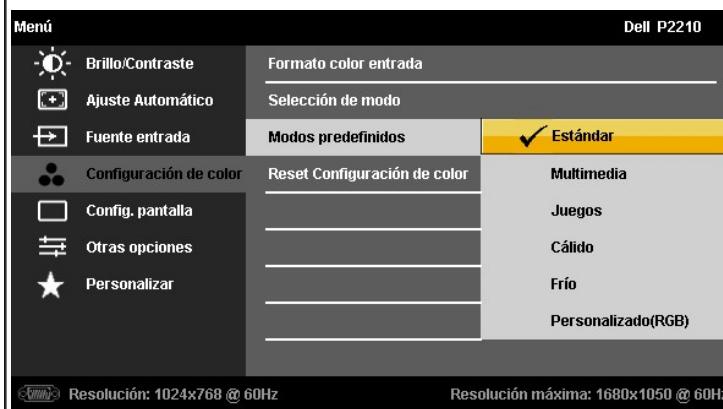 Menú Dell P2210
Brillo/Contraste Formato color entrada
Ajuste Automático Selección de modo
Fuente entrada Modos predefinidos Estándar
Configuración de color Reset Configuración de color Multimedia
Config. pantalla Juegos
Otras opciones Cálido
Personalizar Frío
Personalizado(RGB)
Resolución: 1024x768 @ 60Hz Resolución máxima: 1680x1050 @ 60Hz